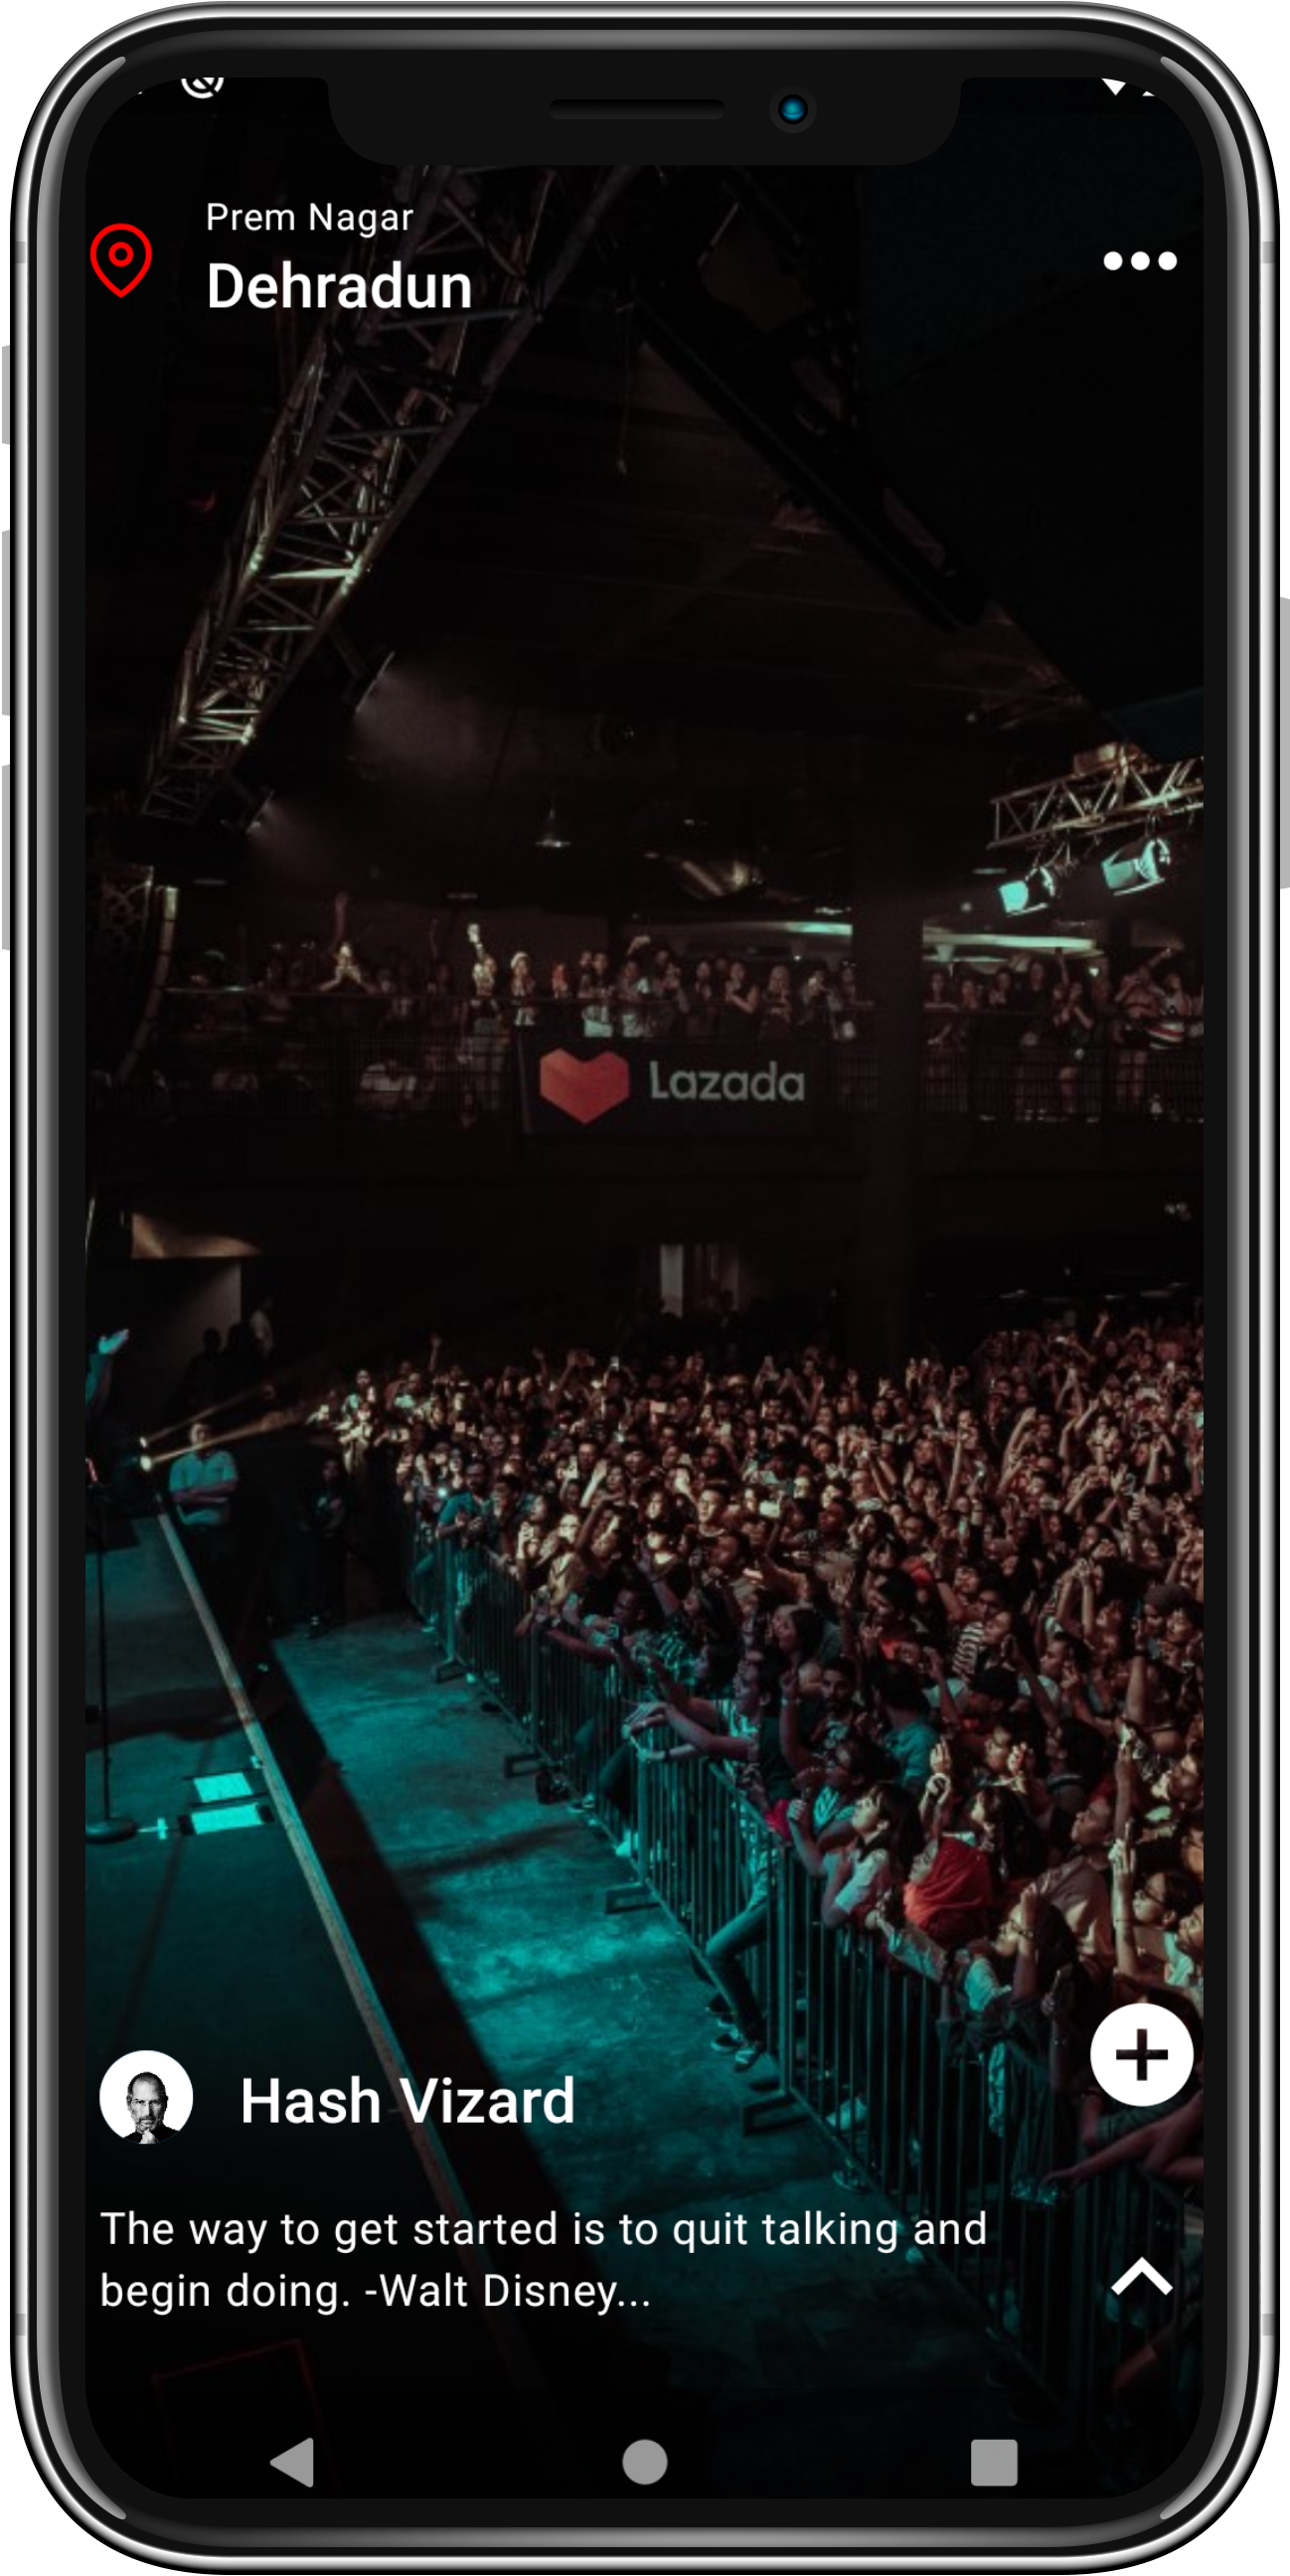 Prem Nagar
Dehradun
Lazada
Hash Vizard
The way to get started is to quit talking and
begin doing. -Walt Disney...